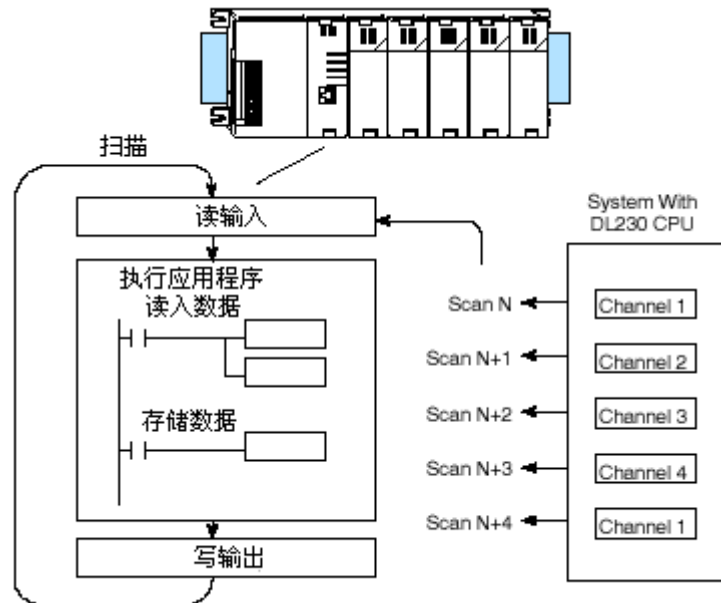 扫描
读输入
执行应用程序
读入数据
存储数据
写输出
System With
DL230 CPU
Scan N
Channel 1
Scan N+1
Channel 2
Scan N+2
Channel 3
Scan N+3
Channel 4
Scan N+4
Channel 1